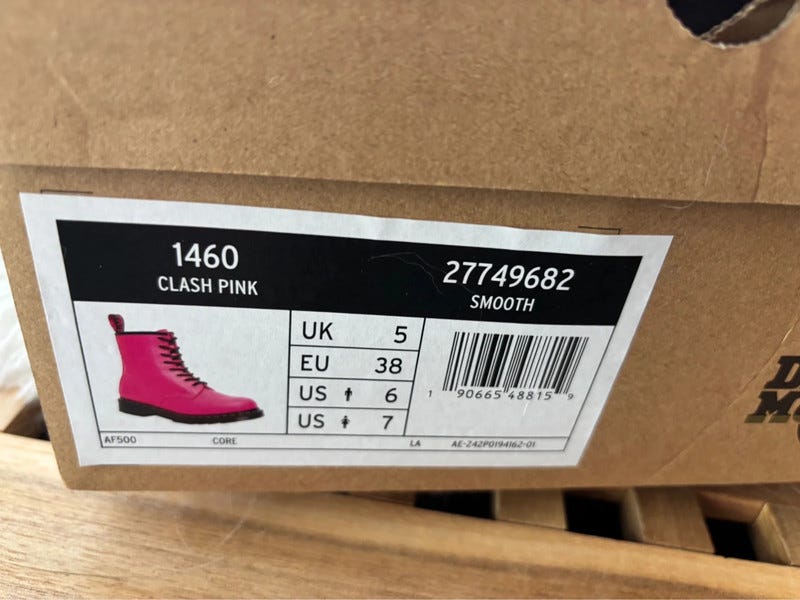 1460
CLASH PINK
27749682
SMOOTH
UK 5
EU 38
US 6
US 7
1 90665 48815 9
AF500 CORE LA AE-242P0194162-01